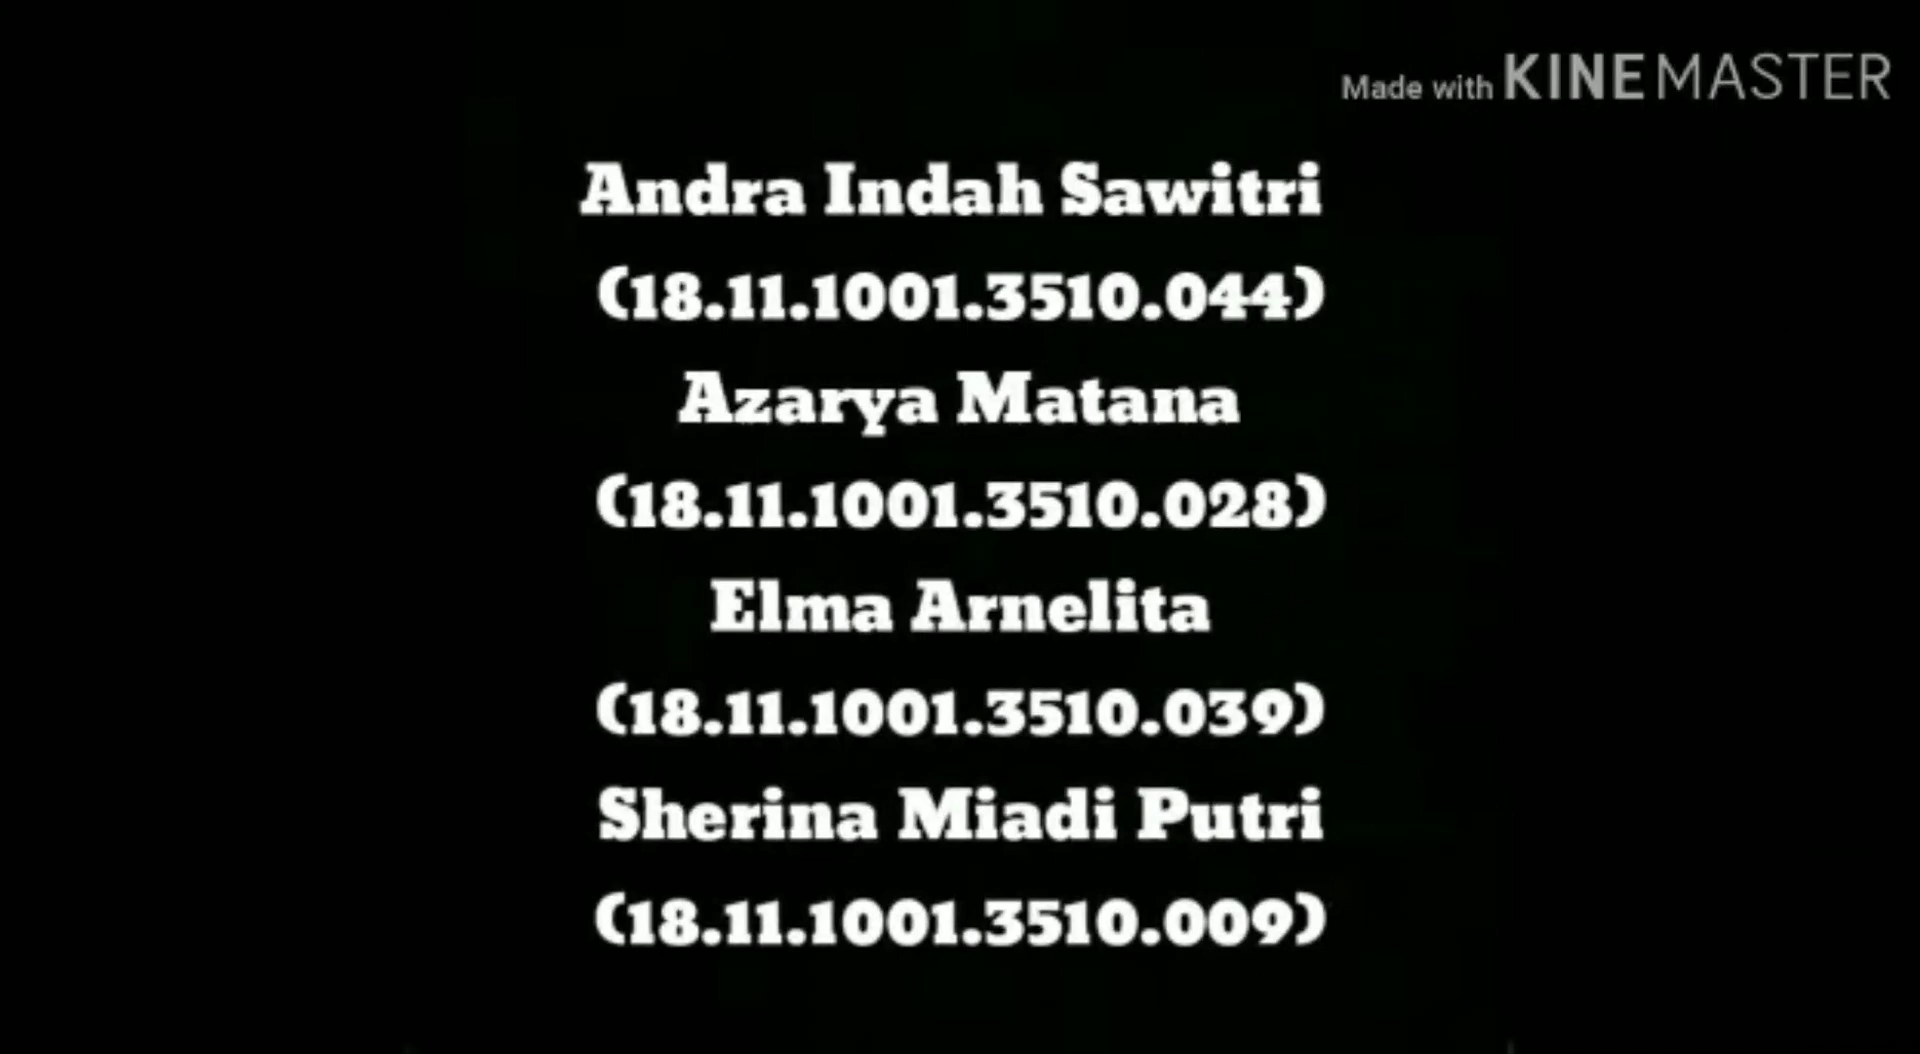 Made with KINEMASTER
Andra Indah Sawitri
(18.11.1001.3510.044)
Azarya Matana
(18.11.1001.3510.028)
Elma Arnelita
(18.11.1001.3510.039)
Sherina Miadi Putri
(18.11.1001.3510.009)